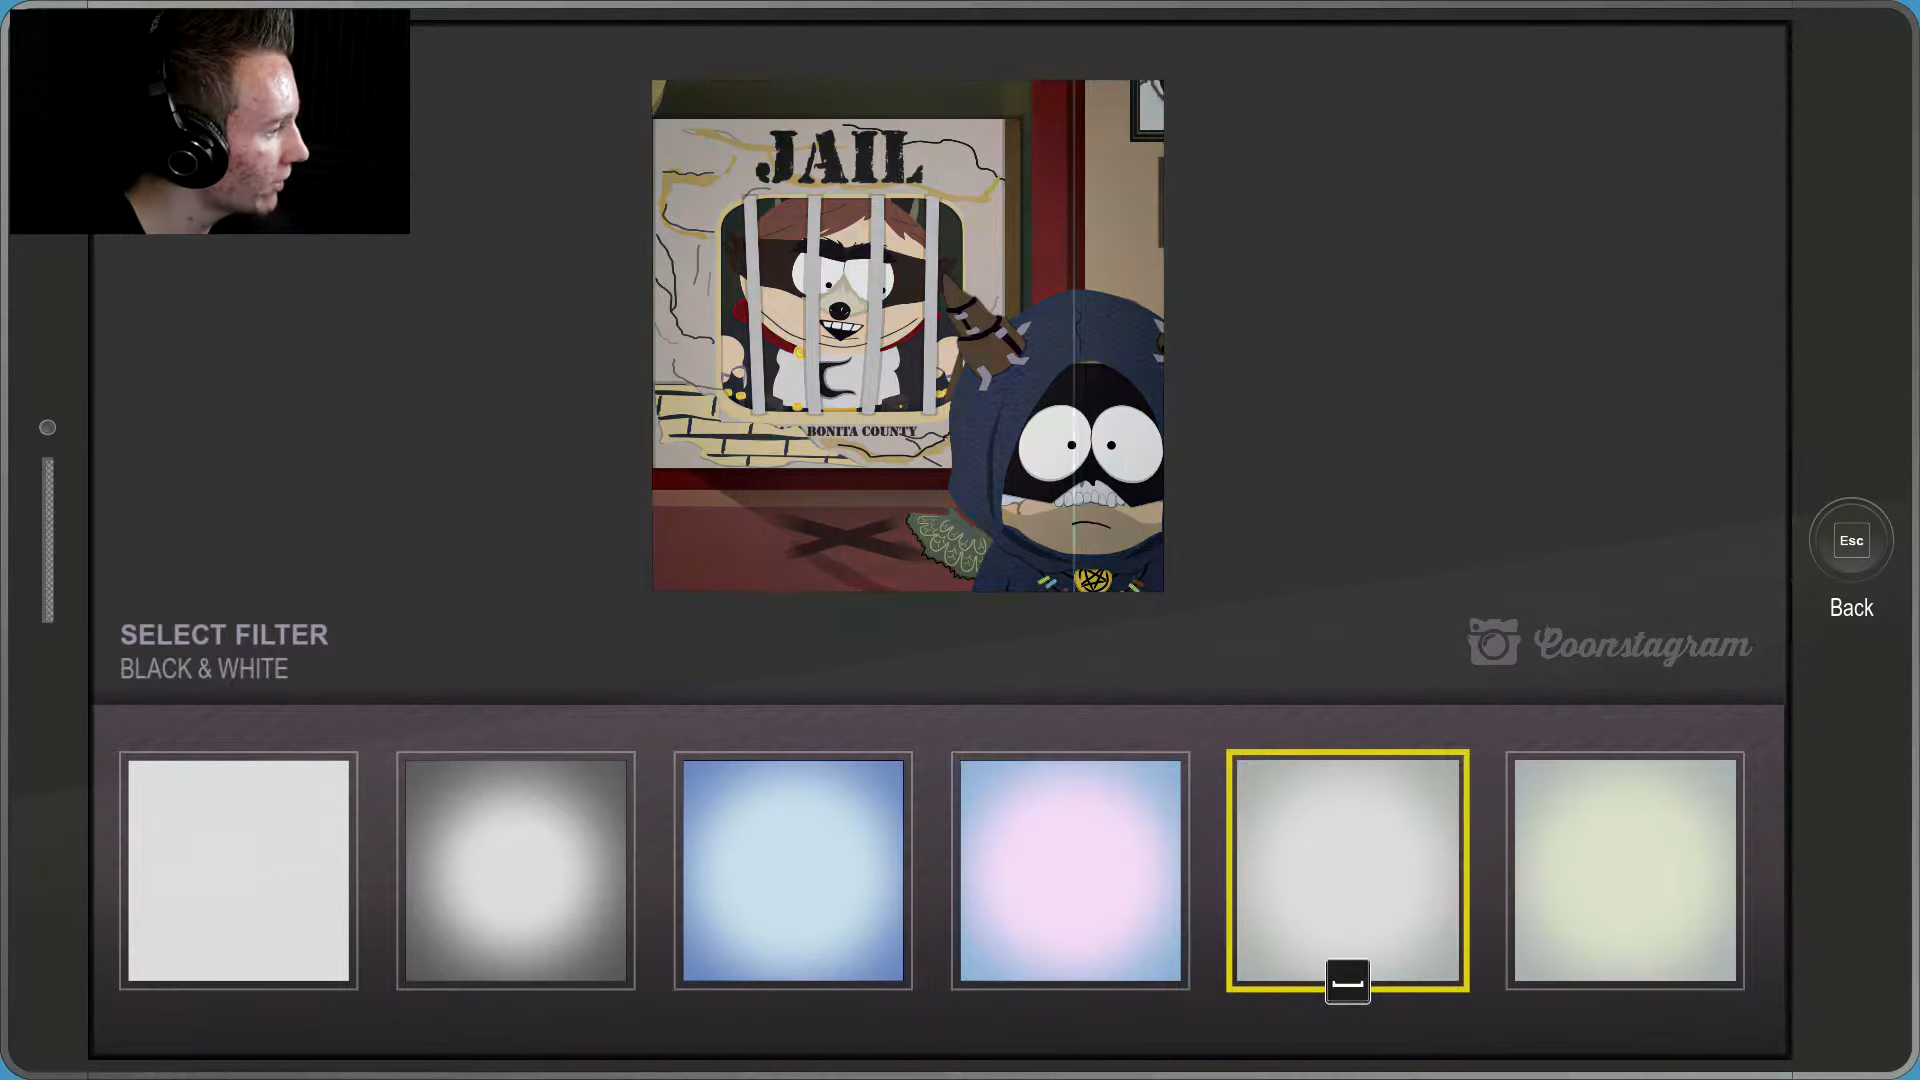 JAIL
BONITA COUNTY
Esc
Back
SELECT FILTER
BLACK & WHITE
Coonstagram